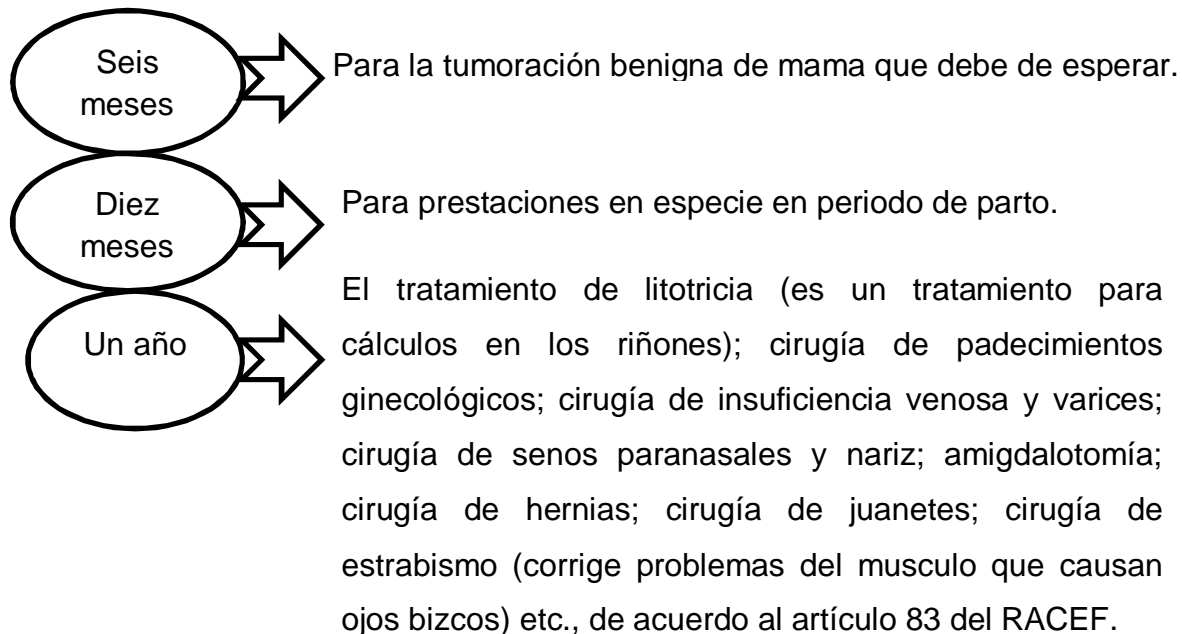 Seis
meses
Para la tumoración benigna de mama que debe de esperar.
Diez
meses
Para prestaciones en especie en periodo de parto.
Un año
El tratamiento de litotricia (es un tratamiento para
cálculos en los riñones); cirugía de padecimientos
ginecológicos; cirugía de insuficiencia venosa y varices;
cirugía de senos paranasales y nariz; amigdalotomía;
cirugía de hernias; cirugía de juanetes; cirugía de
estrabismo (corrige problemas del musculo que causan
ojos bizcos) etc., de acuerdo al artículo 83 del RACEF.